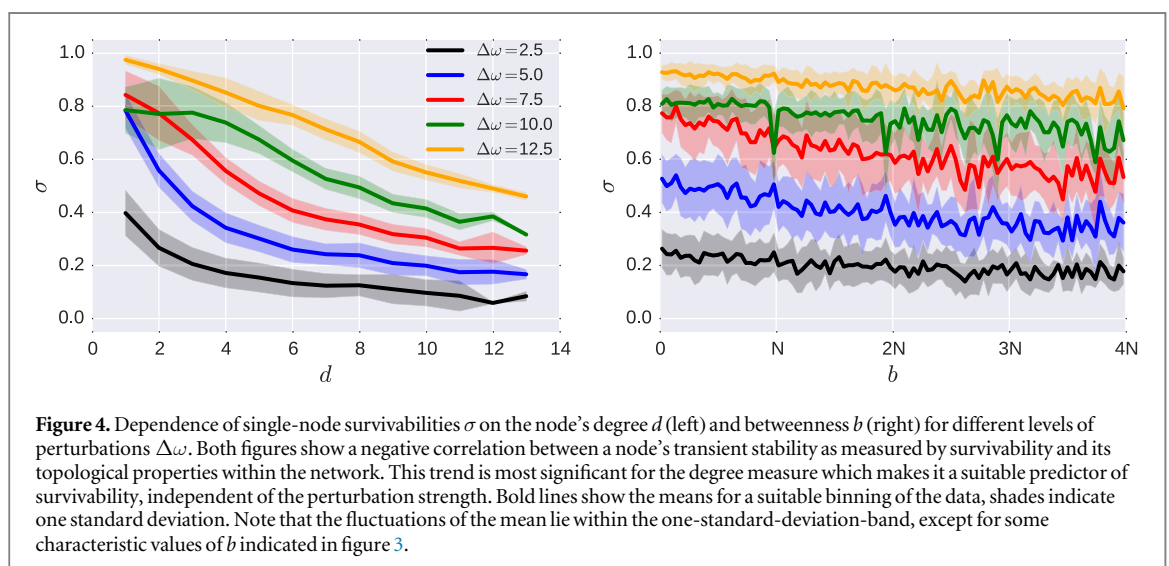 1.0
0.8
0.6
0.4
0.2
0.0
σ
0 2 4 6 8 10 12 14
d
Δω=2.5
Δω=5.0
Δω=7.5
Δω=10.0
Δω=12.5
1.0
0.8
0.6
0.4
0.2
0.0
σ
0 N 2N 3N 4N
b
Figure 4. Dependence of single-node survivabilities σ on the node's degree d (left) and betweenness b (right) for different levels of
perturbations Δω. Both figures show a negative correlation between a node's transient stability as measured by survivability and its
topological properties within the network. This trend is most significant for the degree measure which makes it a suitable predictor of
survivability, independent of the perturbation strength. Bold lines show the means for a suitable binning of the data, shades indicate
one standard deviation. Note that the fluctuations of the mean lie within the one-standard-deviation-band, except for some
characteristic values of b indicated in figure 3.